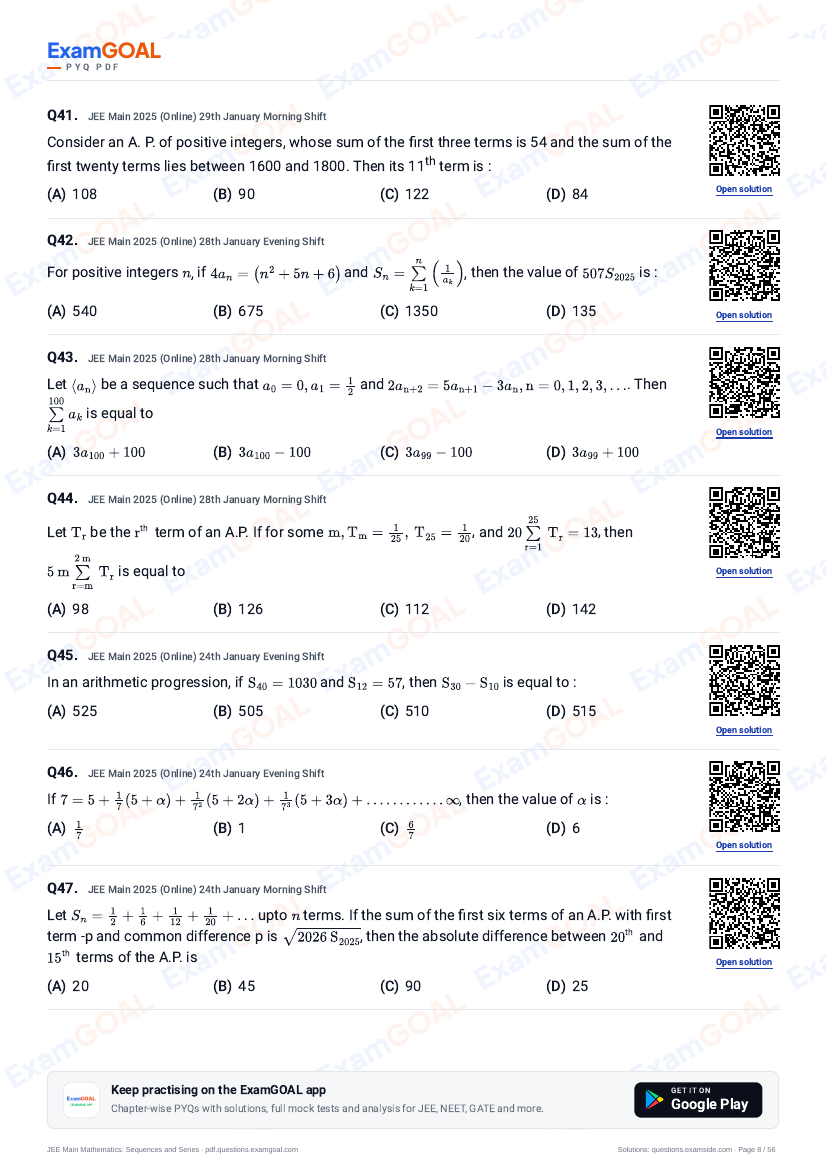 ExamGOAL
PYQ PDF
Q41. JEE Main 2025 (Online) 29th January Morning Shift
Consider an A. P. of positive integers, whose sum of the first three terms is 54 and the sum of the
first twenty terms lies between 1600 and 1800. Then its 11^th term is :
(A) 108 (B) 90 (C) 122 (D) 84
Open solution
Q42. JEE Main 2025 (Online) 28th January Evening Shift
For positive integers n, if 4a_n = (n² + 5n + 6) and S_n = ∑_{k=1}^{n} (1/a_k), then the value of 507S_2025 is :
(A) 540 (B) 675 (C) 1350 (D) 135
Open solution
Q43. JEE Main 2025 (Online) 28th January Morning Shift
Let ⟨a_n⟩ be a sequence such that a_0 = 0, a_1 = 1/2 and 2a_{n+2} = 5a_{n+1} − 3a_n, n = 0, 1, 2, 3, …. Then
∑_{k=1}^{100} a_k is equal to
(A) 3a_100 + 100 (B) 3a_100 − 100 (C) 3a_99 − 100 (D) 3a_99 + 100
Open solution
Q44. JEE Main 2025 (Online) 28th January Morning Shift
Let T_r be the r^th term of an A.P. If for some m, T_m = 1/25, T_25 = 1/20, and 20 ∑_{r=1}^{25} T_r = 13, then
5 m ∑_{r=m}^{2 m} T_r is equal to
(A) 98 (B) 126 (C) 112 (D) 142
Open solution
Q45. JEE Main 2025 (Online) 24th January Evening Shift
In an arithmetic progression, if S_40 = 1030 and S_12 = 57, then S_30 − S_10 is equal to :
(A) 525 (B) 505 (C) 510 (D) 515
Open solution
Q46. JEE Main 2025 (Online) 24th January Evening Shift
If 7 = 5 + 1/7 (5 + α) + 1/7² (5 + 2α) + 1/7³ (5 + 3α) + …………∞, then the value of α is :
(A) 1/7 (B) 1 (C) 6/7 (D) 6
Open solution
Q47. JEE Main 2025 (Online) 24th January Morning Shift
Let S_n = 1/2 + 1/6 + 1/12 + 1/20 + … upto n terms. If the sum of the first six terms of an A.P. with first
term -p and common difference p is √(2026 S_2025), then the absolute difference between 20^th and
15^th terms of the A.P. is
(A) 20 (B) 45 (C) 90 (D) 25
Open solution
Keep practising on the ExamGOAL app
Chapter-wise PYQs with solutions, full mock tests and analysis for JEE, NEET, GATE and more.
GET IT ON
Google Play
JEE Main Mathematics: Sequences and Series · pdf.questions.examgoal.com
Solutions: questions.examside.com · Page 8 / 56